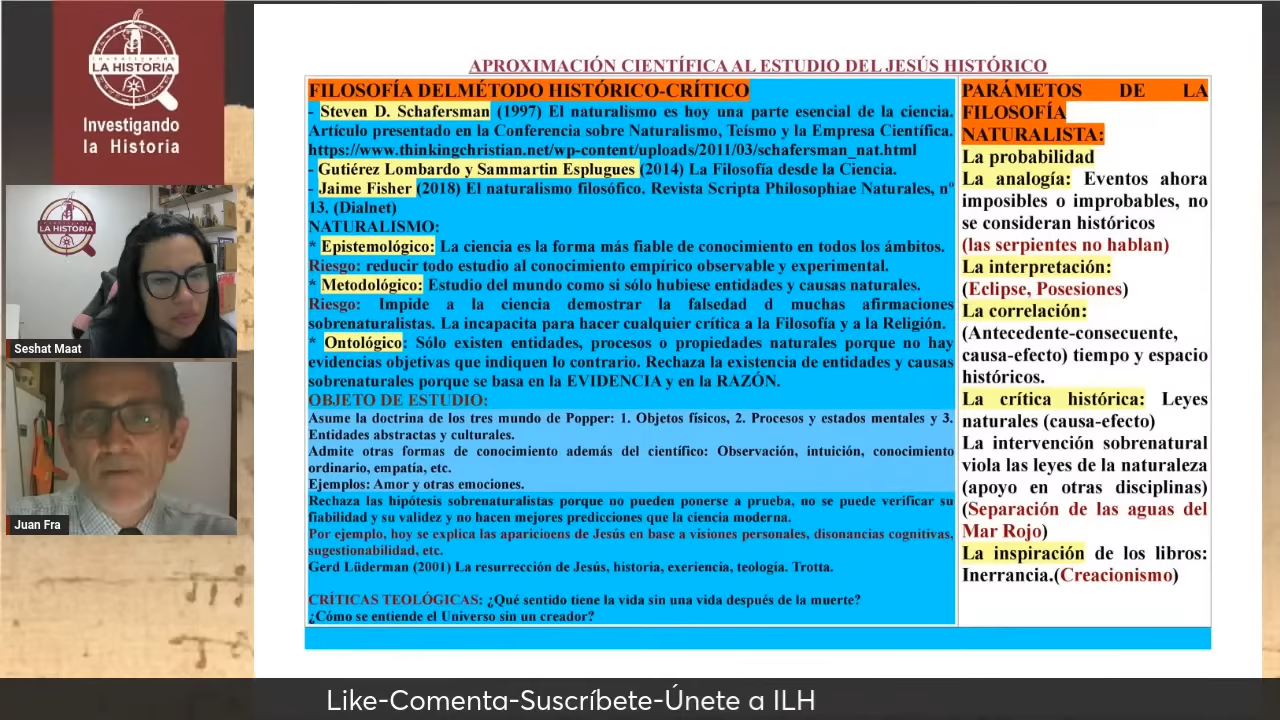 Investigando
LA HISTORIA
Investigando
la Historia
LA HISTORIA
Seshat Maat
Juan Fra
APROXIMACIÓN CIENTÍFICA AL ESTUDIO DEL JESÚS HISTÓRICO
FILOSOFÍA DELMÉTODO HISTÓRICO-CRÍTICO
- Steven D. Schafersman (1997) El naturalismo es hoy una parte esencial de la ciencia.
Artículo presentado en la Conferencia sobre Naturalismo, Teísmo y la Empresa Científica.
https://www.thinkingchristian.net/wp-content/uploads/2011/03/schafersman_nat.html
- Gutiérez Lombardo y Sammartin Esplugues (2014) La Filosofía desde la Ciencia.
- Jaime Fisher (2018) El naturalismo filosófico. Revista Scripta Philosophiae Naturales, nº
13. (Dialnet)
NATURALISMO:
* Epistemológico: La ciencia es la forma más fiable de conocimiento en todos los ámbitos.
Riesgo: reducir todo estudio al conocimiento empírico observable y experimental.
* Metodológico: Estudio del mundo como si sólo hubiese entidades y causas naturales.
Riesgo: Impide a la ciencia demostrar la falsedad d muchas afirmaciones
sobrenaturalistas. La incapacita para hacer cualquier crítica a la Filosofía y a la Religión.
* Ontológico: Sólo existen entidades, procesos o propiedades naturales porque no hay
evidencias objetivas que indiquen lo contrario. Rechaza la existencia de entidades y causas
sobrenaturales porque se basa en la EVIDENCIA y en la RAZÓN.
OBJETO DE ESTUDIO:
Asume la doctrina de los tres mundo de Popper: 1. Objetos físicos, 2. Procesos y estados mentales y 3.
Entidades abstractas y culturales.
Admite otras formas de conocimiento además del científico: Observación, intuición, conocimiento
ordinario, empatía, etc.
Ejemplos: Amor y otras emociones.
Rechaza las hipótesis sobrenaturalistas porque no pueden ponerse a prueba, no se puede verificar su
fiabilidad y su validez y no hacen mejores predicciones que la ciencia moderna.
Por ejemplo, hoy se explica las aparicioens de Jesús en base a visiones personales, disonancias cognitivas,
sugestionabilidad, etc.
Gerd Lüderman (2001) La resurrección de Jesús, historia, exeriencia, teología. Trotta.
CRÍTICAS TEOLÓGICAS: ¿Qué sentido tiene la vida sin una vida después de la muerte?
¿Cómo se entiende el Universo sin un creador?
PARÁMETOS DE LA
FILOSOFÍA
NATURALISTA:
La probabilidad
La analogía: Eventos ahora
imposibles o improbables, no
se consideran históricos
(las serpientes no hablan)
La interpretación:
(Eclipse, Posesiones)
La correlación:
(Antecedente-consecuente,
causa-efecto) tiempo y espacio
históricos.
La crítica histórica: Leyes
naturales (causa-efecto)
La intervención sobrenatural
viola las leyes de la naturaleza
(apoyo en otras disciplinas)
(Separación de las aguas del
Mar Rojo)
La inspiración de los libros:
Inerrancia.(Creacionismo)
Like-Comenta-Suscríbete-Únete a ILH